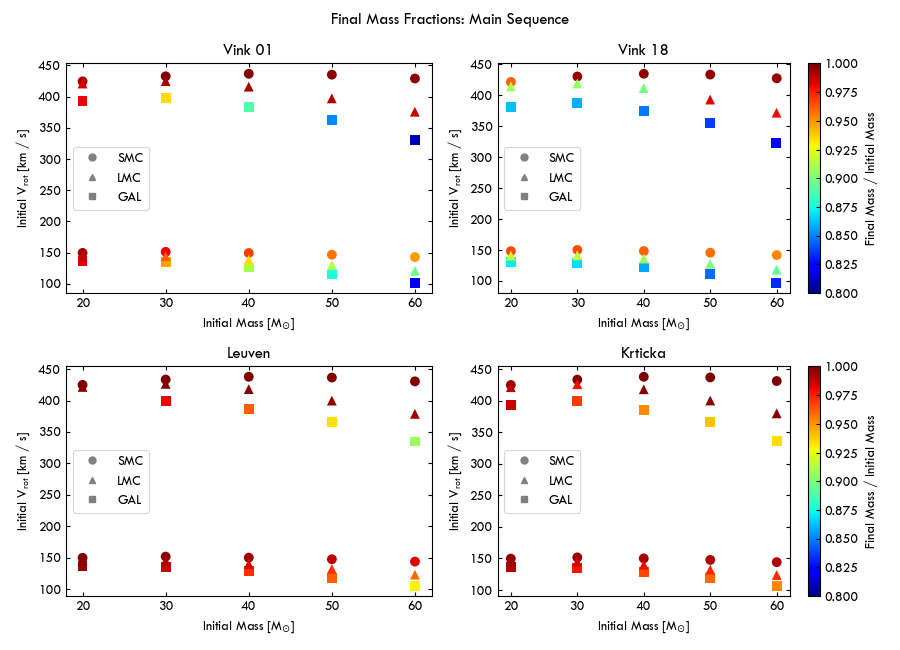 Final Mass Fractions: Main Sequence
Vink 01
450
400
350
300
250
200
150
100
20
30
40
50
60
Initial V_rot [km / s]
Initial Mass [M⊙]
SMC
LMC
GAL
Vink 18
450
400
350
300
250
200
150
100
20
30
40
50
60
Initial V_rot [km / s]
Initial Mass [M⊙]
SMC
LMC
GAL
1.000
0.975
0.950
0.925
0.900
0.875
0.850
0.825
0.800
Final Mass / Initial Mass
Leuven
450
400
350
300
250
200
150
100
20
30
40
50
60
Initial V_rot [km / s]
Initial Mass [M⊙]
SMC
LMC
GAL
Krticka
450
400
350
300
250
200
150
100
20
30
40
50
60
Initial V_rot [km / s]
Initial Mass [M⊙]
SMC
LMC
GAL
1.000
0.975
0.950
0.925
0.900
0.875
0.850
0.825
0.800
Final Mass / Initial Mass